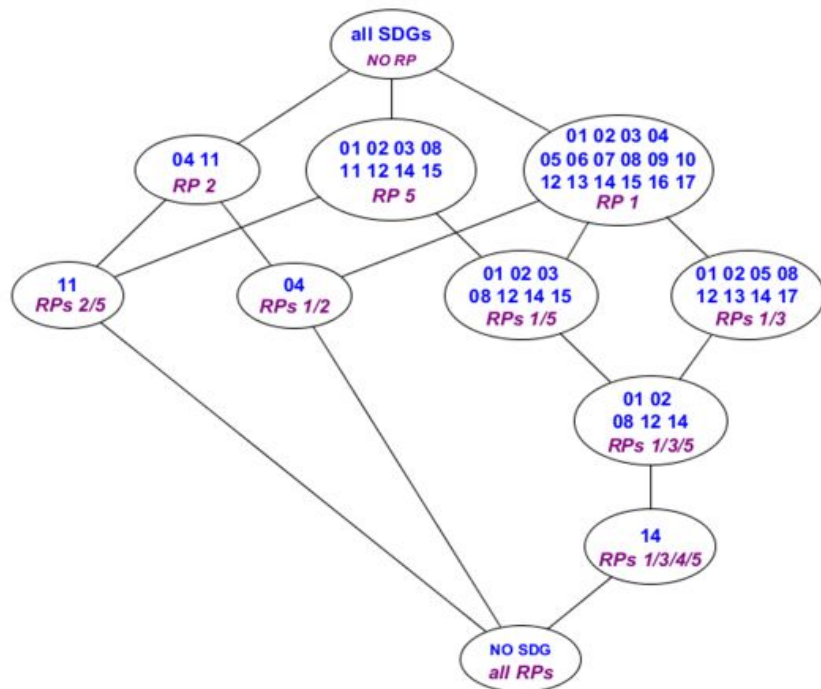 all SDGs
NO RP
04 11
RP 2
01 02 03 08
11 12 14 15
RP 5
01 02 03 04
05 06 07 08 09 10
12 13 14 15 16 17
RP 1
11
RPs 2/5
04
RPs 1/2
01 02 03
08 12 14 15
RPs 1/5
01 02 05 08
12 13 14 17
RPs 1/3
01 02
08 12 14
RPs 1/3/5
14
RPs 1/3/4/5
NO SDG
all RPs